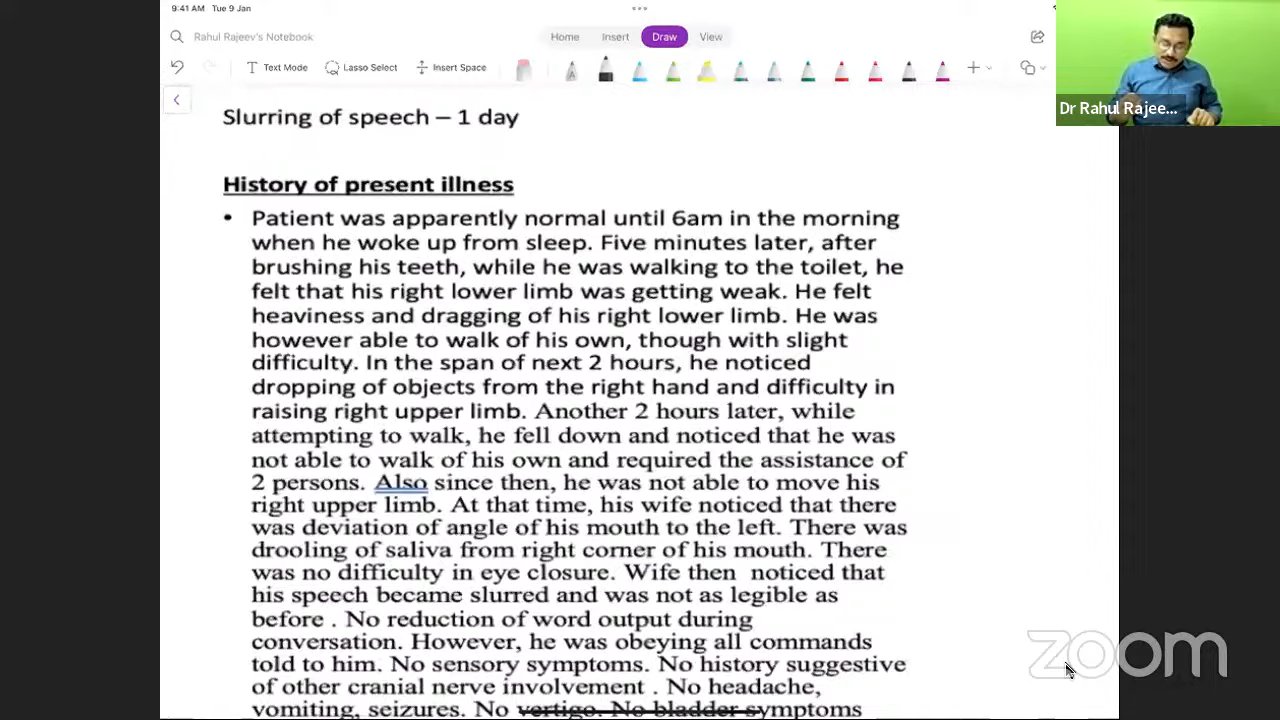 9:41 AM Tue 9 Jan
Rahul Rajeev's Notebook
Home Insert Draw View
Text Mode Lasso Select Insert Space
Dr Rahul Rajee...
Slurring of speech – 1 day
History of present illness
• Patient was apparently normal until 6am in the morning
when he woke up from sleep. Five minutes later, after
brushing his teeth, while he was walking to the toilet, he
felt that his right lower limb was getting weak. He felt
heaviness and dragging of his right lower limb. He was
however able to walk of his own, though with slight
difficulty. In the span of next 2 hours, he noticed
dropping of objects from the right hand and difficulty in
raising right upper limb. Another 2 hours later, while
attempting to walk, he fell down and noticed that he was
not able to walk of his own and required the assistance of
2 persons. Also since then, he was not able to move his
right upper limb. At that time, his wife noticed that there
was deviation of angle of his mouth to the left. There was
drooling of saliva from right corner of his mouth. There
was no difficulty in eye closure. Wife then noticed that
his speech became slurred and was not as legible as
before . No reduction of word output during
conversation. However, he was obeying all commands
told to him. No sensory symptoms. No history suggestive
of other cranial nerve involvement . No headache,
vomiting, seizures. No vertigo. No bladder symptoms
zoom